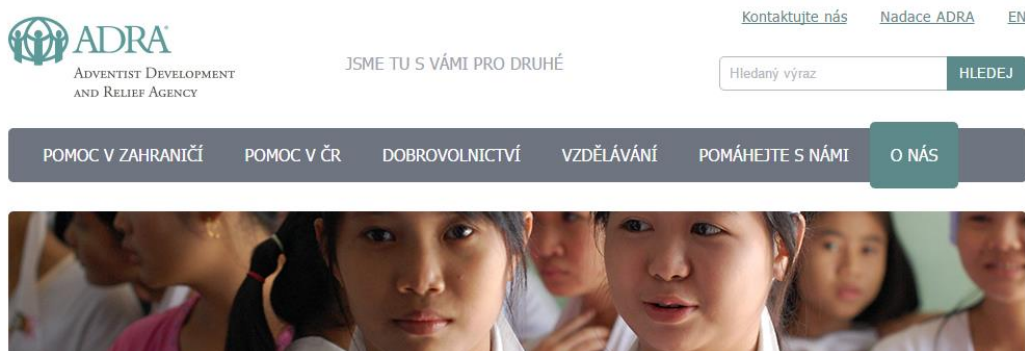 Kontaktujte nás Nadace ADRA EN
ADRA
ADVENTIST DEVELOPMENT
AND RELIEF AGENCY
JSME TU S VÁMI PRO DRUHÉ
Hledaný výraz HLEDEJ
POMOC V ZAHRANIČÍ POMOC V ČR DOBROVOLNICTVÍ VZDĚLÁVÁNÍ POMÁHEJTE S NÁMI O NÁS